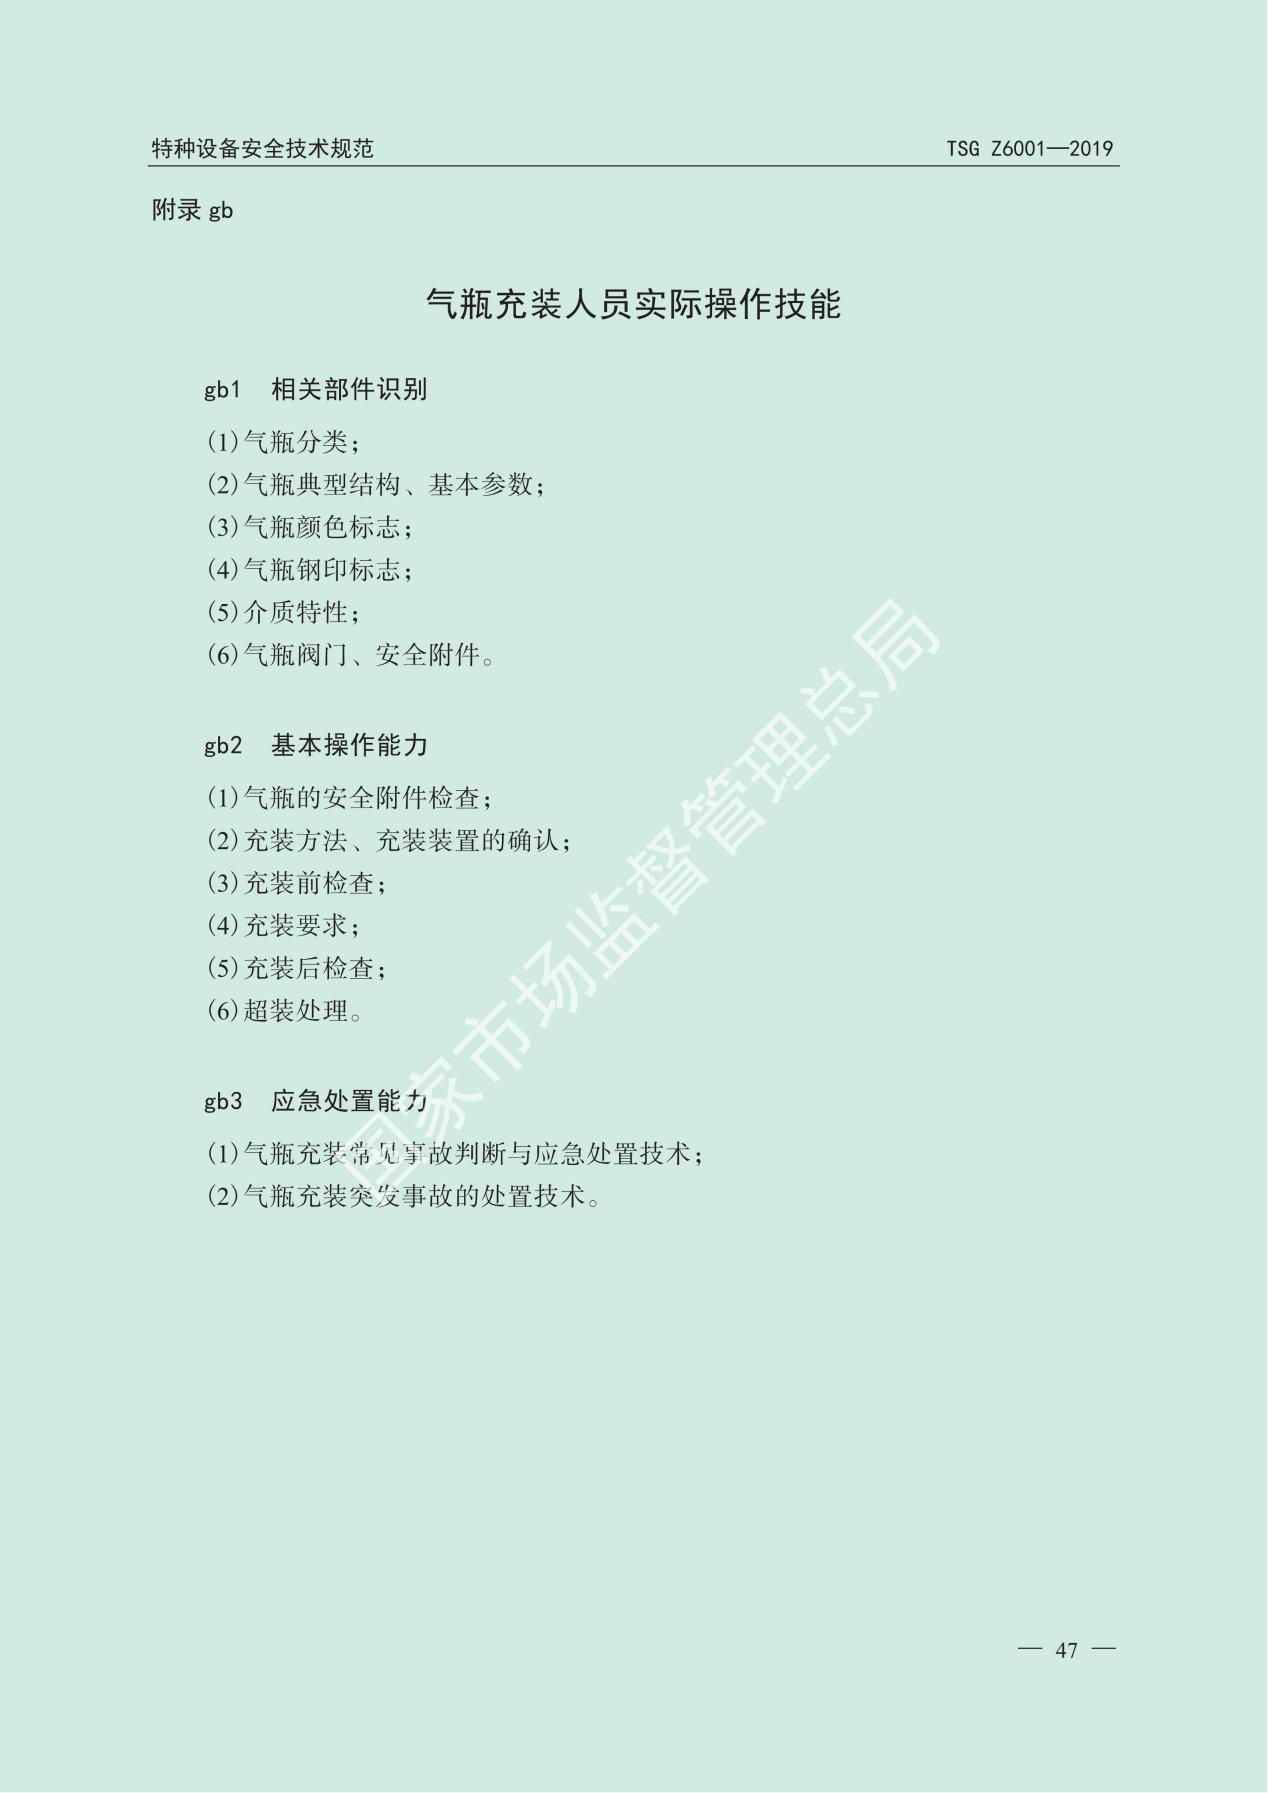 特种设备安全技术规范 TSG Z6001—2019
附录 gb
气瓶充装人员实际操作技能
gb1 相关部件识别
(1)气瓶分类；
(2)气瓶典型结构、基本参数；
(3)气瓶颜色标志；
(4)气瓶钢印标志；
(5)介质特性；
(6)气瓶阀门、安全附件。
gb2 基本操作能力
(1)气瓶的安全附件检查；
(2)充装方法、充装装置的确认；
(3)充装前检查；
(4)充装要求；
(5)充装后检查；
(6)超装处理。
gb3 应急处置能力
(1)气瓶充装常见事故判断与应急处置技术；
(2)气瓶充装突发事故的处置技术。
国家市场监督管理总局
— 47 —